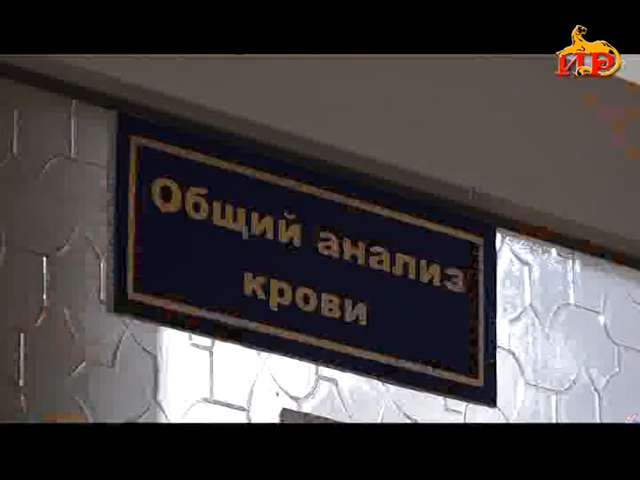 ИР
Общий анализ
крови